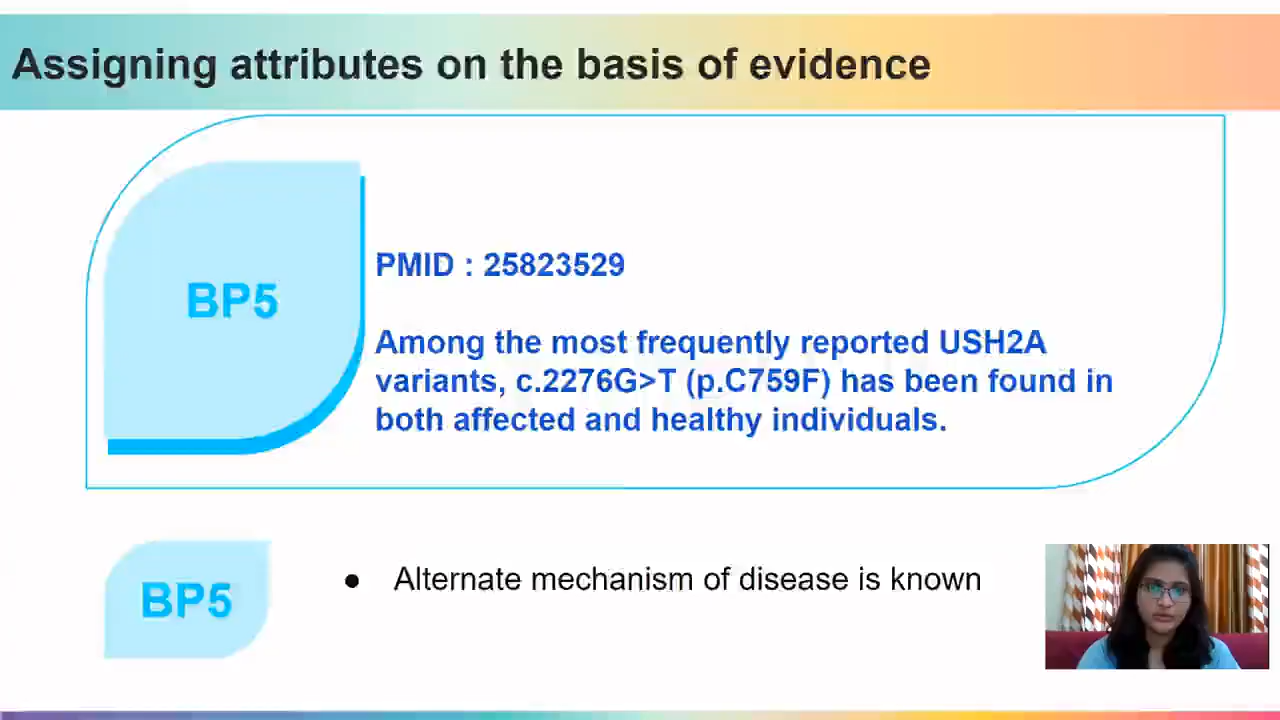 Assigning attributes on the basis of evidence
BP5
PMID : 25823529
Among the most frequently reported USH2A
variants, c.2276G>T (p.C759F) has been found in
both affected and healthy individuals.
BP5
● Alternate mechanism of disease is known